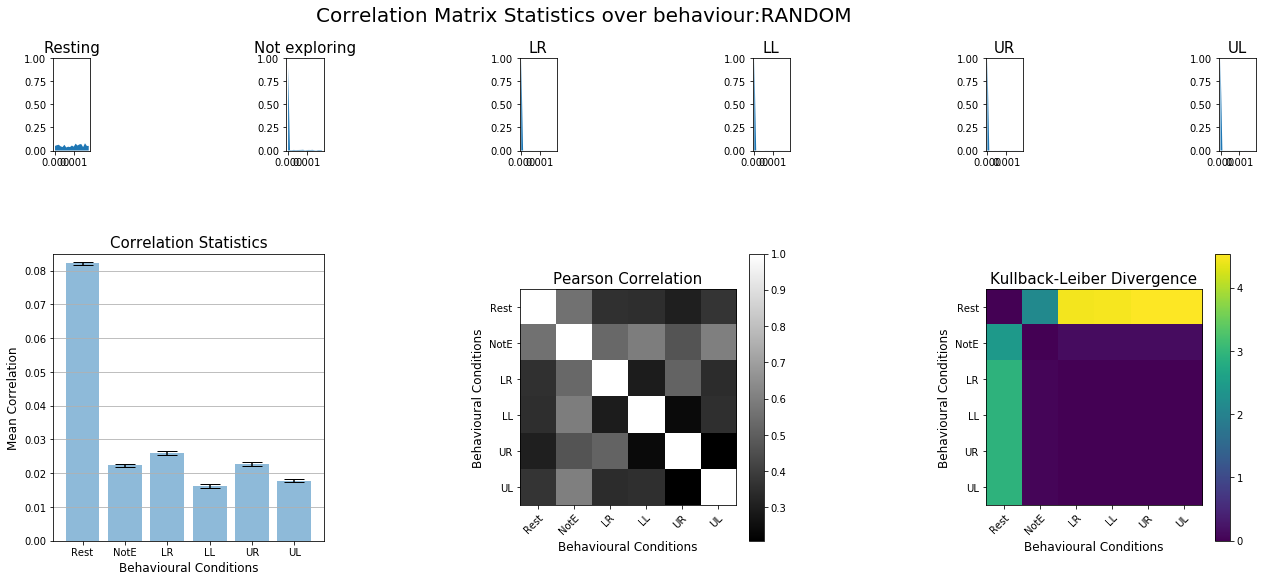 Correlation Matrix Statistics over behaviour:RANDOM
Resting
Not exploring
LR
LL
UR
UL
1.00
0.75
0.50
0.25
0.00
1.00
0.75
0.50
0.25
0.00
1.00
0.75
0.50
0.25
0.00
1.00
0.75
0.50
0.25
0.00
1.00
0.75
0.50
0.25
0.00
1.00
0.75
0.50
0.25
0.00
Correlation Statistics
Mean Correlation
0.08
0.07
0.06
0.05
0.04
0.03
0.02
0.01
0.00
Rest NotE LR LL UR UL
Behavioural Conditions
Pearson Correlation
Behavioural Conditions
Rest
NotE
LR
LL
UR
UL
Rest NotE LR LL UR UL
Behavioural Conditions
1.0
0.9
0.8
0.7
0.6
0.5
0.4
0.3
Kullback-Leiber Divergence
Behavioural Conditions
Rest
NotE
LR
LL
UR
UL
Rest NotE LR LL UR UL
Behavioural Conditions
4
3
2
1
0